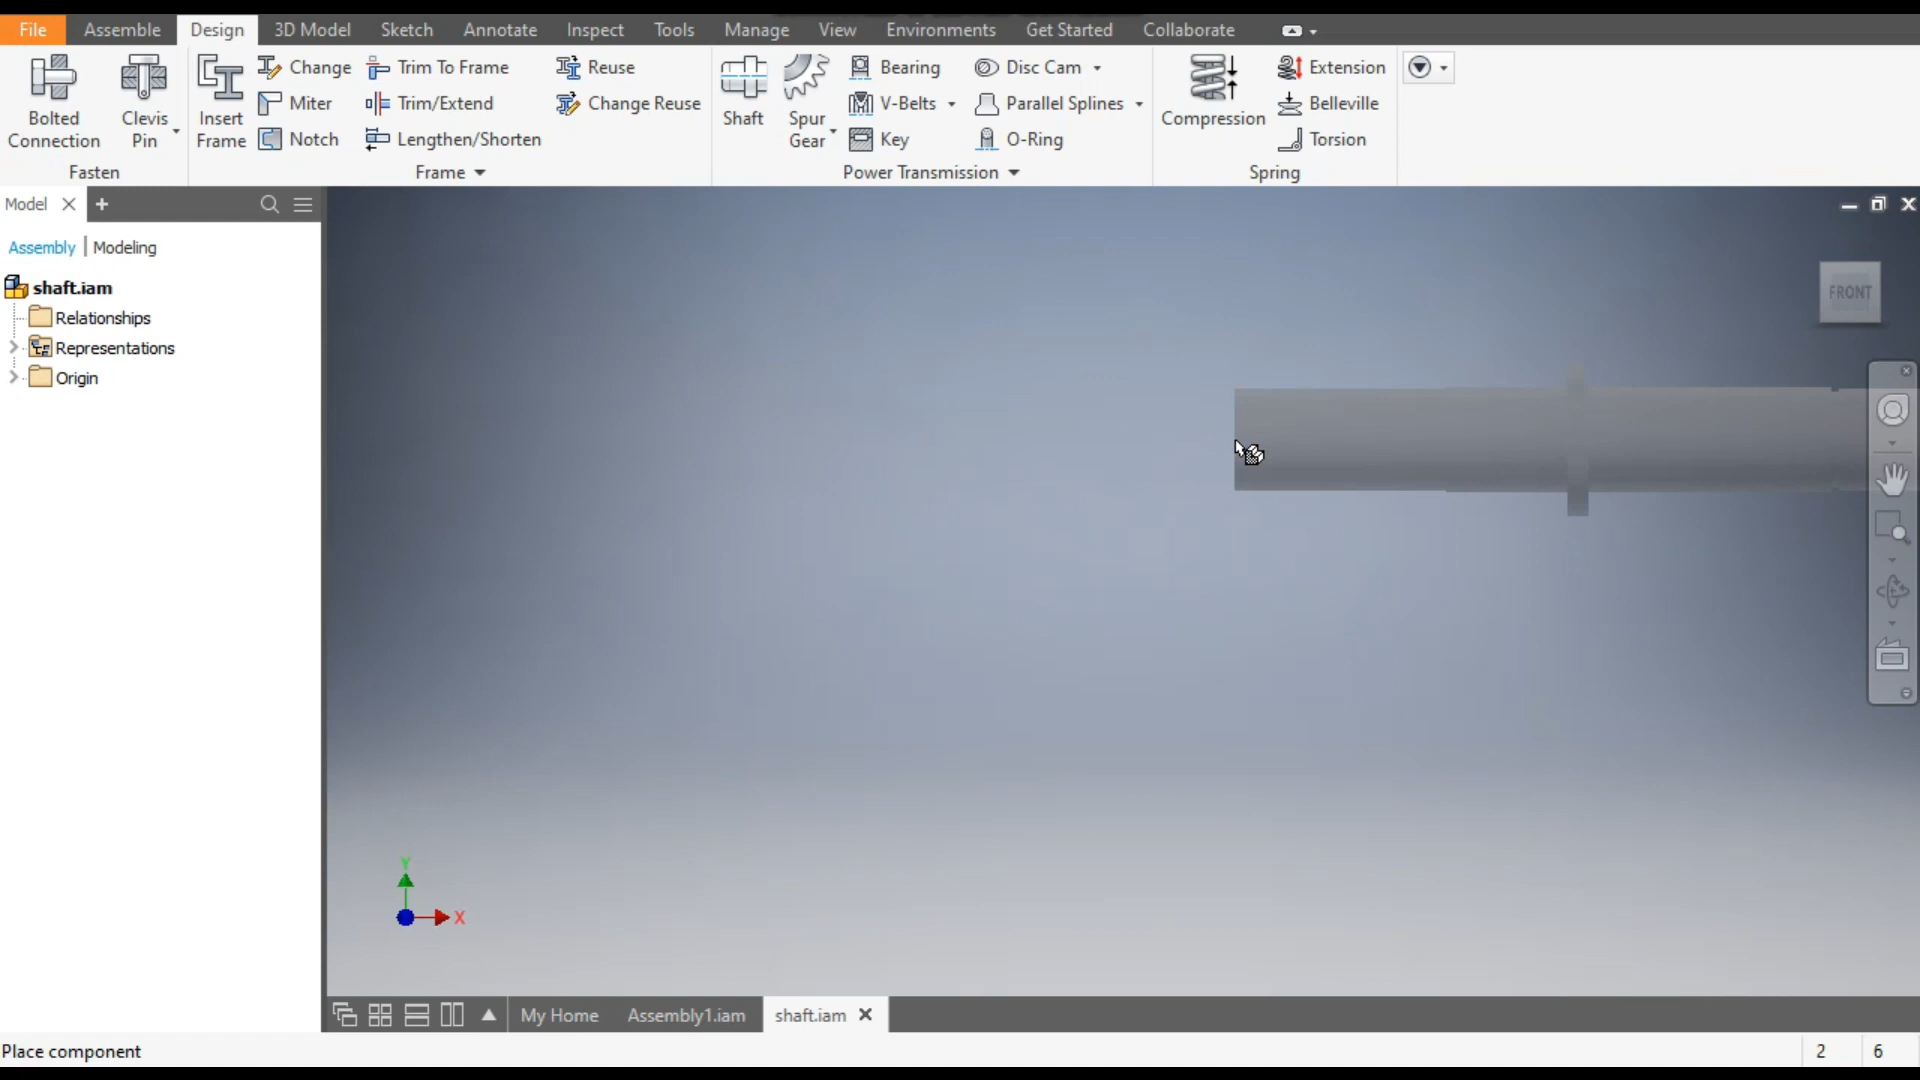 File Assemble Design 3D Model Sketch Annotate Inspect Tools Manage View Environments Get Started Collaborate
Bolted Connection
Clevis Pin
Fasten
Insert Frame
Change
Miter
Notch
Trim To Frame
Trim/Extend
Lengthen/Shorten
Reuse
Change Reuse
Frame
Shaft
Spur Gear
Bearing
V-Belts
Key
Disc Cam
Parallel Splines
O-Ring
Power Transmission
Compression
Extension
Belleville
Torsion
Spring
Model
Assembly | Modeling
shaft.iam
Relationships
Representations
Origin
FRONT
Y
X
My Home Assembly1.iam shaft.iam
Place component
2 6